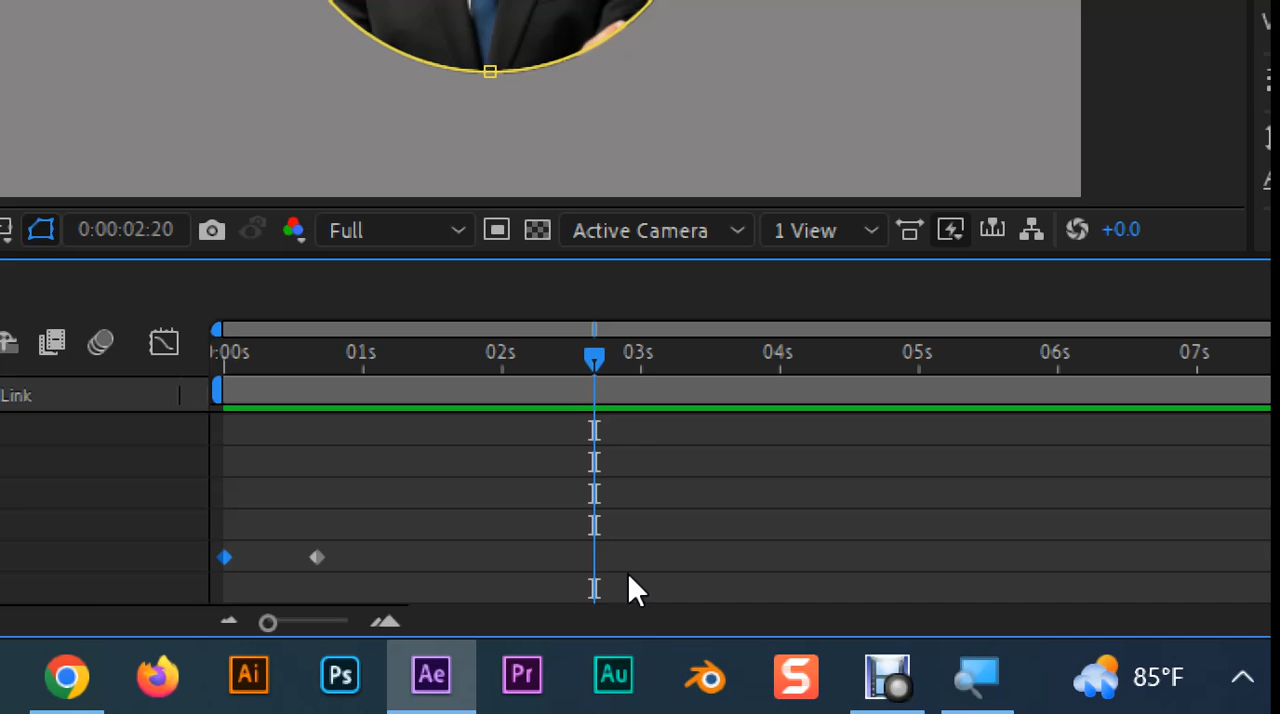 0:00:02:20 Full Active Camera 1 View +0.0
:00s 01s 02s 03s 04s 05s 06s 07s
Link
Ai Ps Ae Pr Au S 85°F